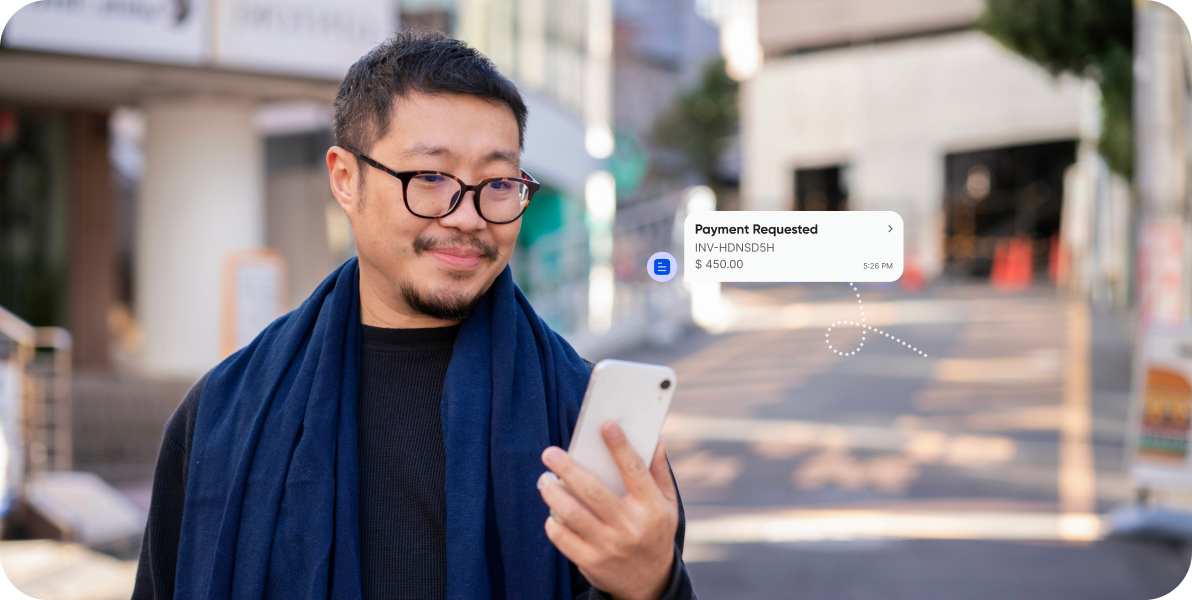 Payment Requested
INV-HDNSD5H
$ 450.00
5:26 PM